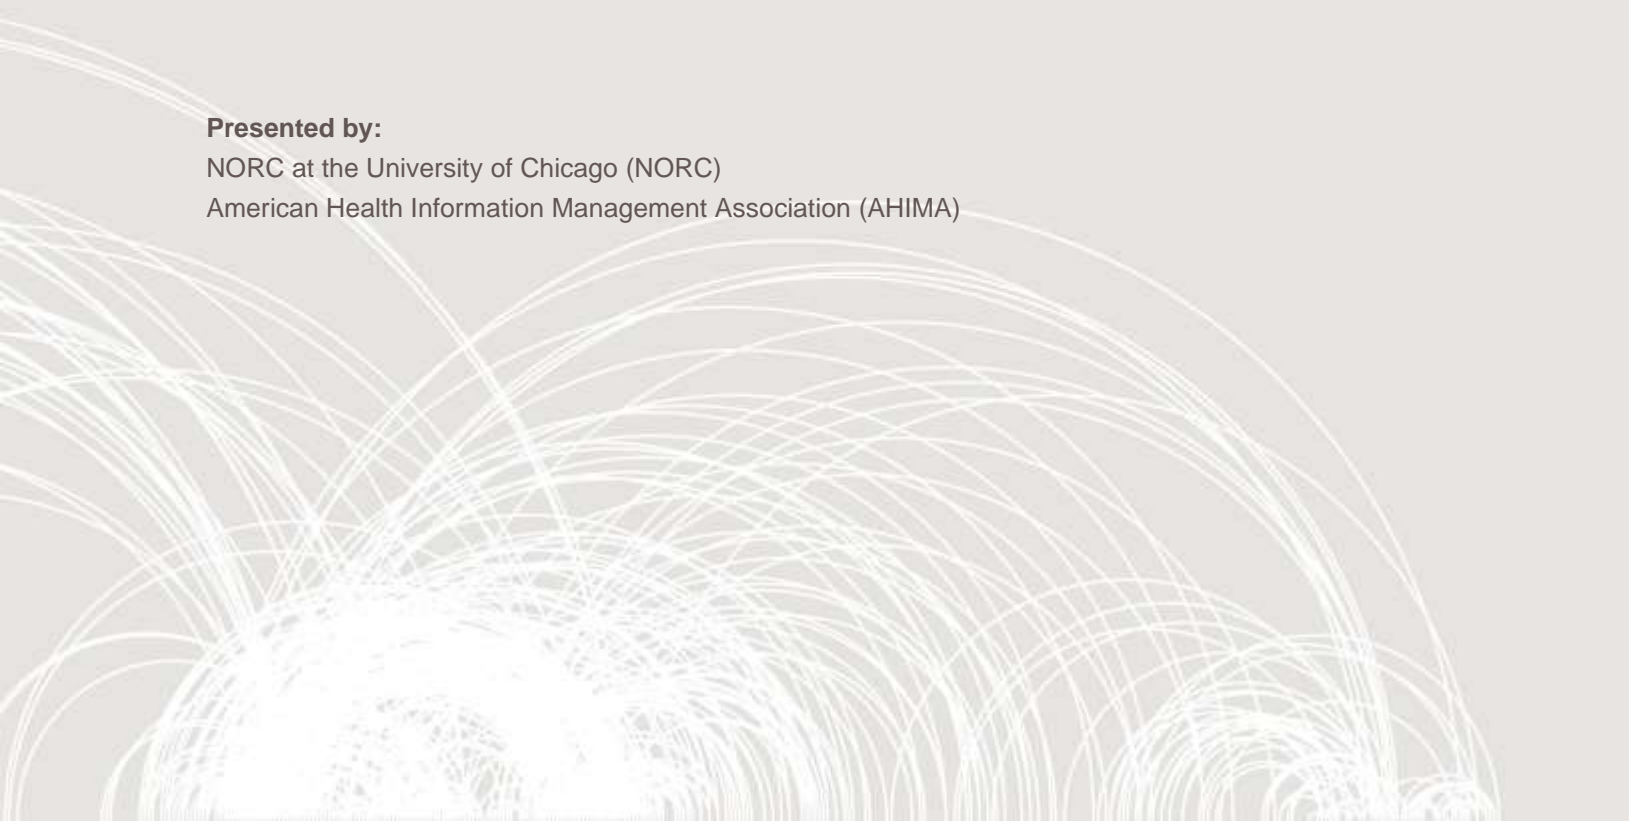 Presented by:
NORC at the University of Chicago (NORC)
American Health Information Management Association (AHIMA)